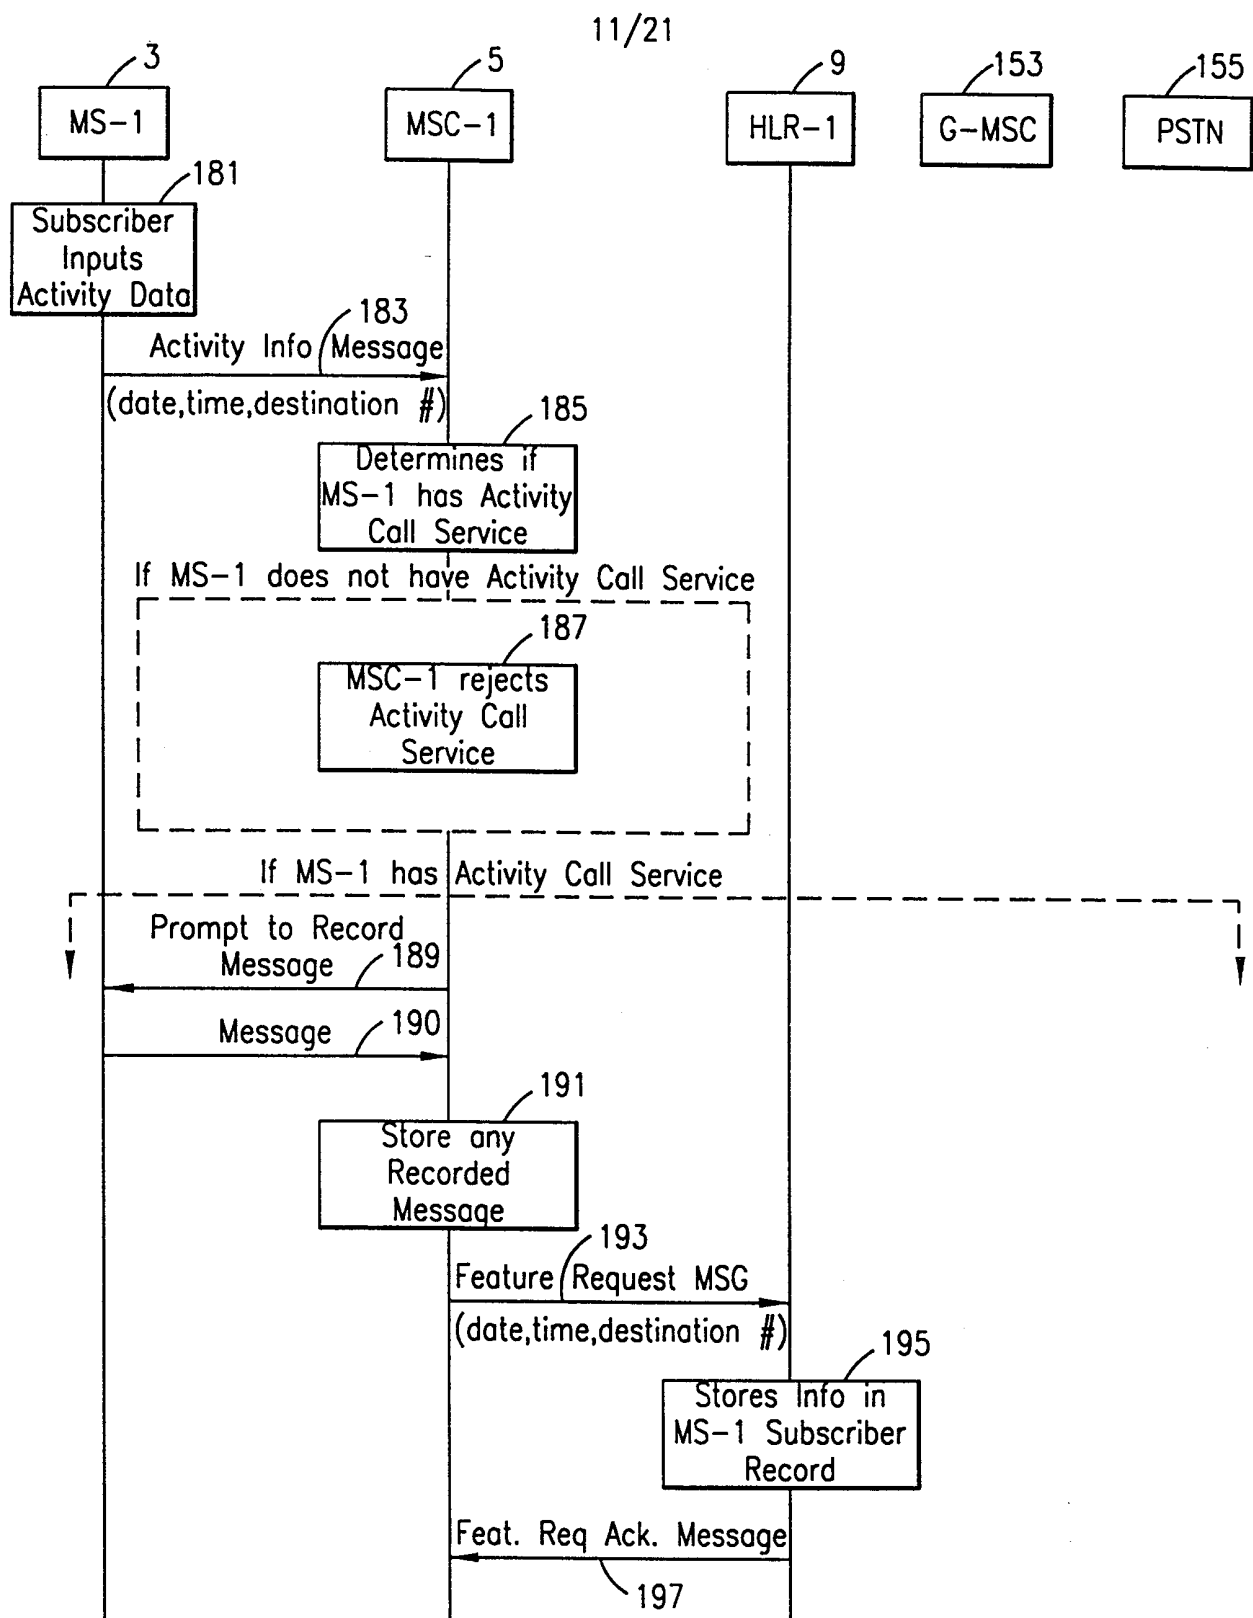 11/21
3
5
9
153
155
MS-1
MSC-1
HLR-1
G-MSC
PSTN
181
Subscriber
Inputs
Activity Data
183
Activity Info Message
(date,time,destination #)
185
Determines if
MS-1 has Activity
Call Service
If MS-1 does not have Activity Call Service
187
MSC-1 rejects
Activity Call
Service
If MS-1 has Activity Call Service
Prompt to Record
Message
189
Message
190
191
Store any
Recorded
Message
193
Feature Request MSG
(date,time,destination #)
195
Stores Info in
MS-1 Subscriber
Record
Feat. Req Ack. Message
197